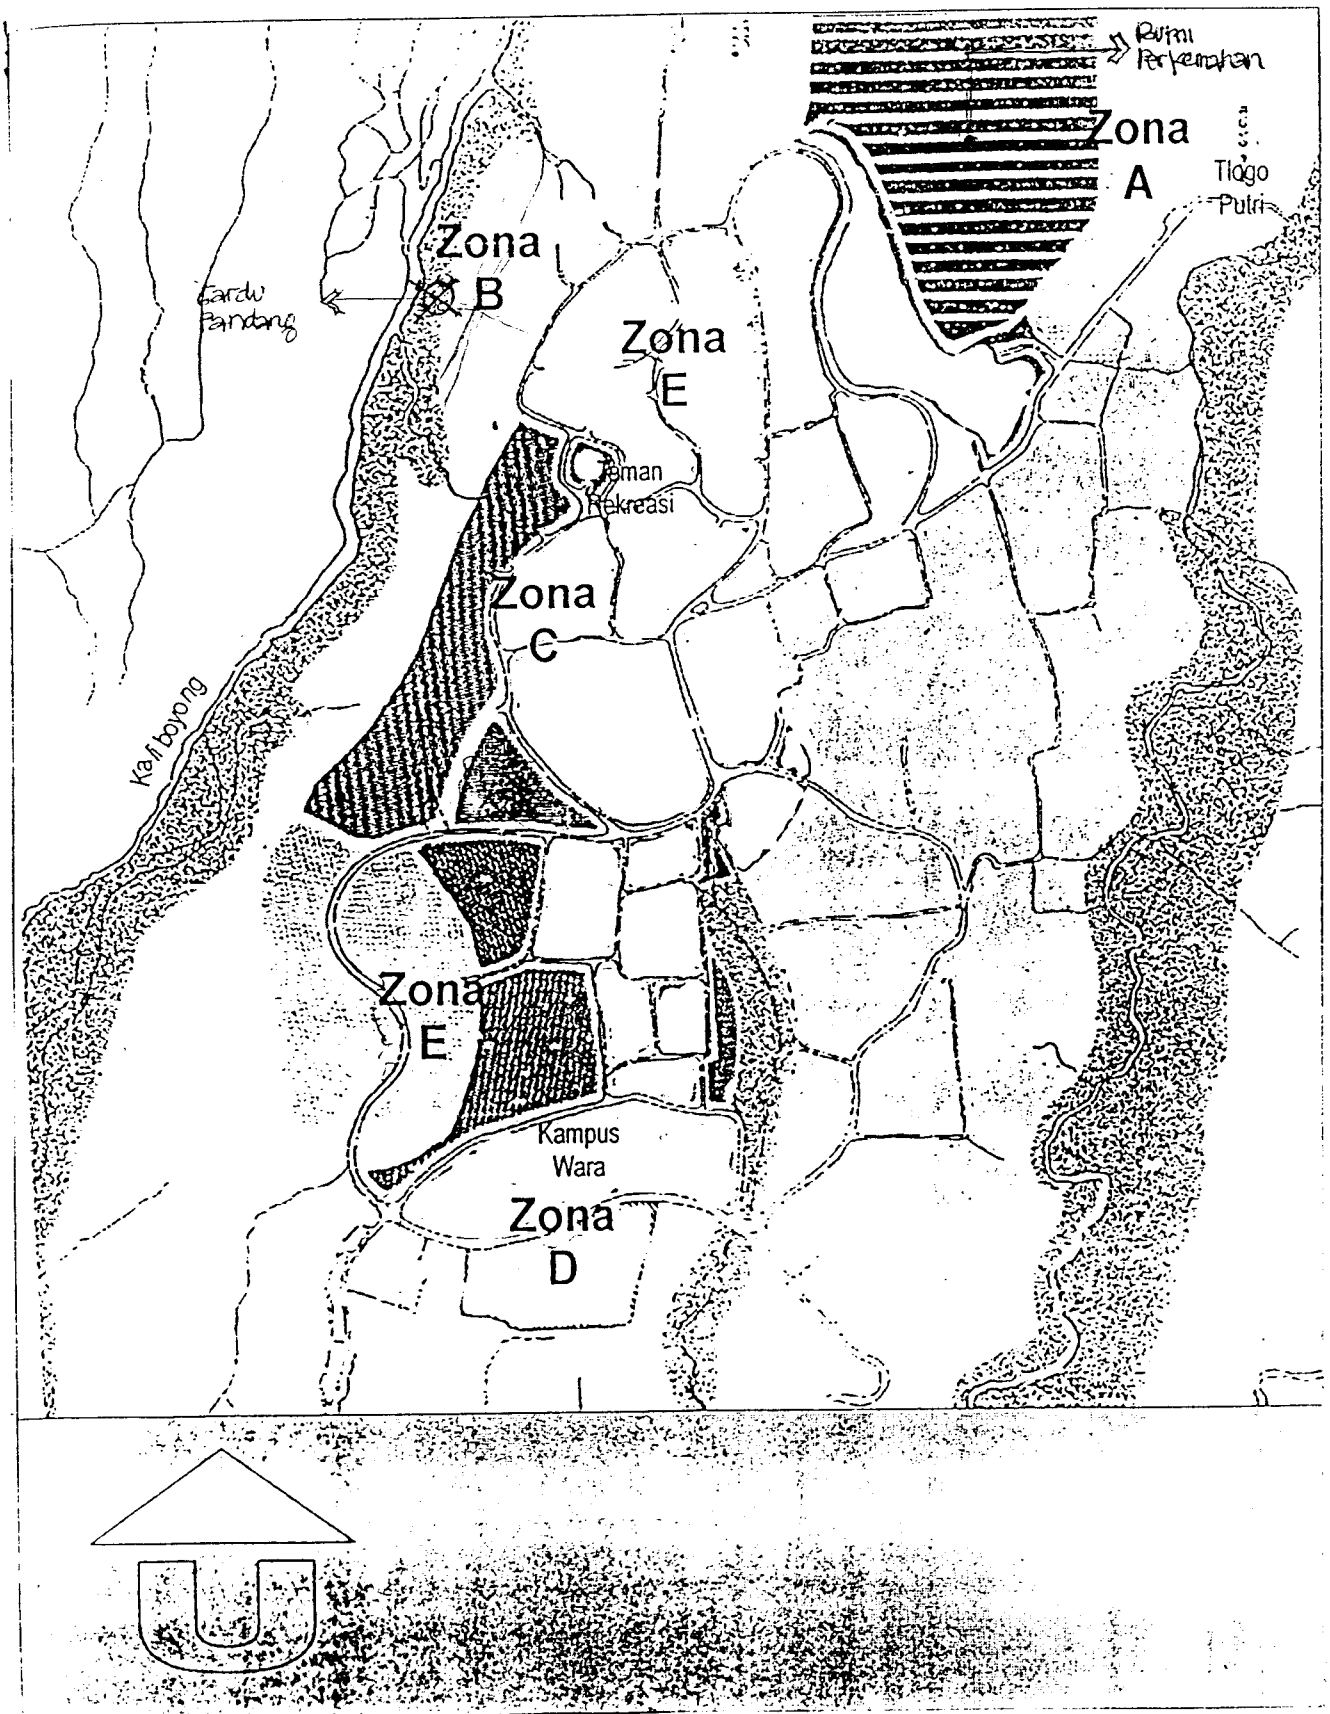 Bumi
Perkemahan
Zona
A
Tlogo
Putri
Zona
B
Gardu
Pandang
Zona
E
Taman
Rekreasi
Zona
C
Kali boyong
Zona
E
Kampus
Wara
Zona
D
U